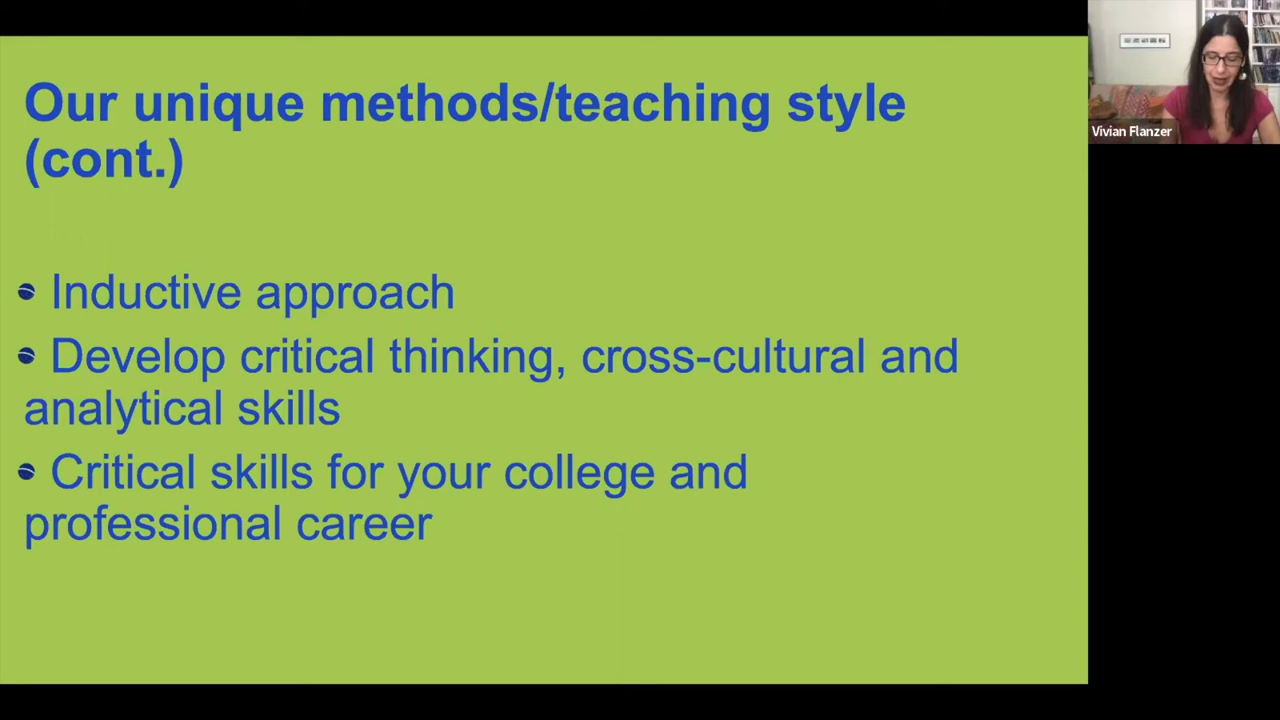 Our unique methods/teaching style
(cont.)
Inductive approach
Develop critical thinking, cross-cultural and
analytical skills
Critical skills for your college and
professional career
Vivian Flanzer